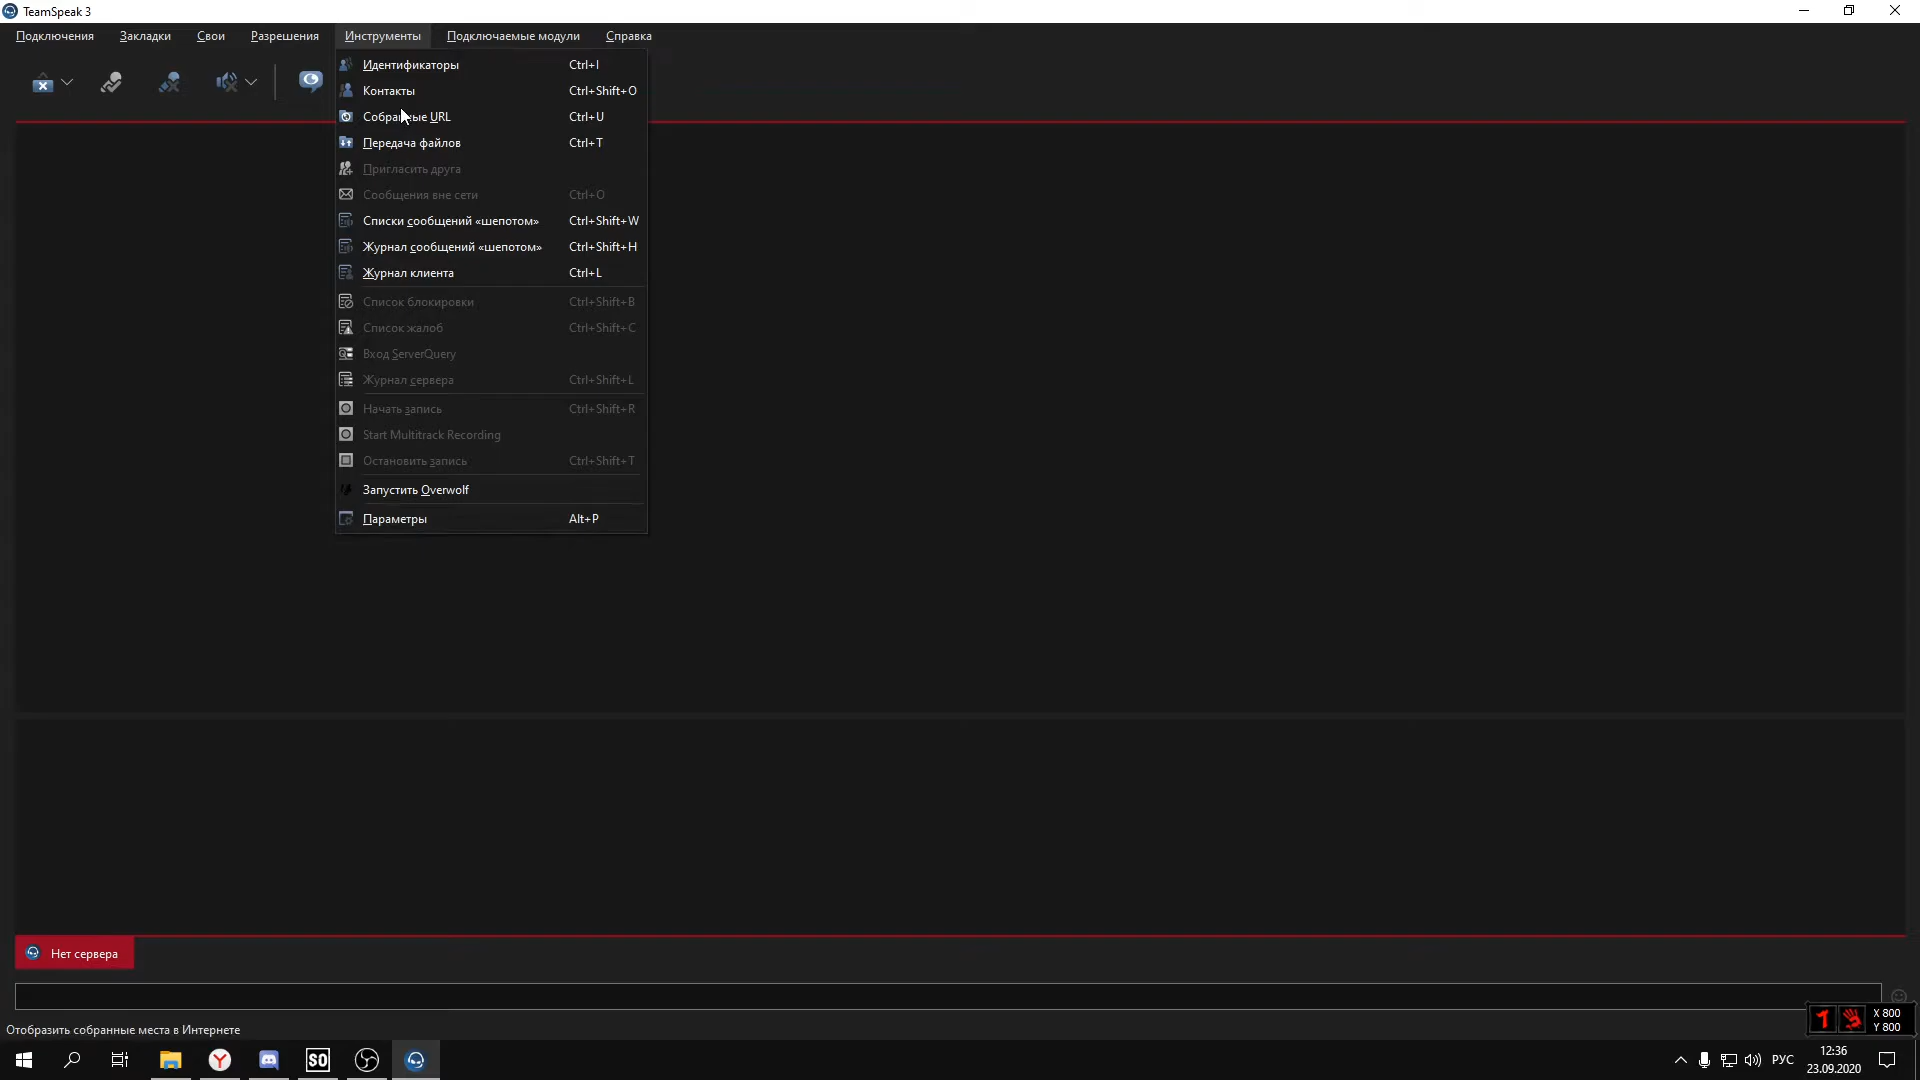 TeamSpeak 3
Подключения Закладки Свои Разрешения Инструменты Подключаемые модули Справка
Идентификаторы Ctrl+I
Контакты Ctrl+Shift+O
Собранные URL Ctrl+U
Передача файлов Ctrl+T
Пригласить друга
Сообщения вне сети Ctrl+O
Списки сообщений «шепотом» Ctrl+Shift+W
Журнал сообщений «шепотом» Ctrl+Shift+H
Журнал клиента Ctrl+L
Список блокировки Ctrl+Shift+B
Список жалоб Ctrl+Shift+C
Вход ServerQuery
Журнал сервера Ctrl+Shift+L
Начать запись Ctrl+Shift+R
Start Multitrack Recording
Остановить запись Ctrl+Shift+T
Запустить Overwolf
Параметры Alt+P
Нет сервера
X 800
Y 800
Отобразить собранные места в Интернете
SO
РУС
12:36
23.09.2020